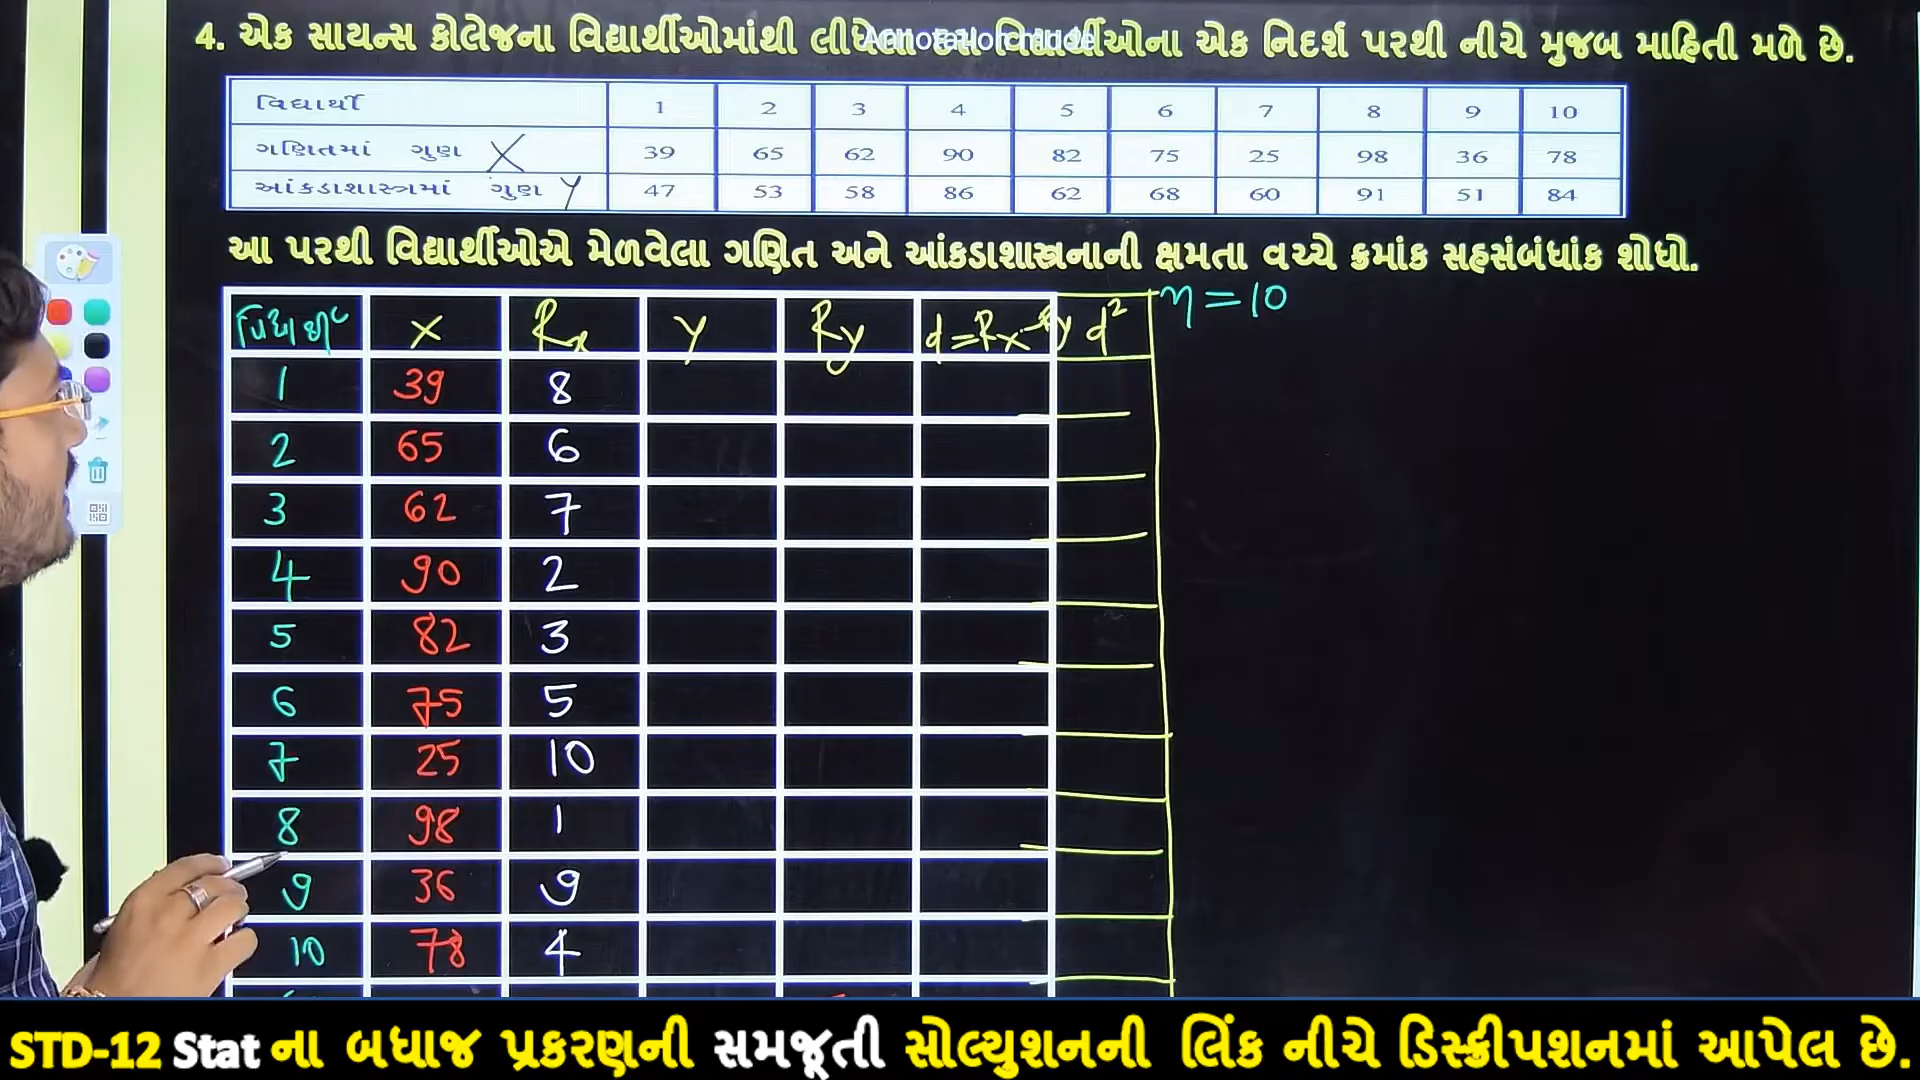 4. એક સાયન્સ કોલેજના વિદ્યાર્થીઓમાંથી લીધેલા દસ વિદ્યાર્થીઓના એક નિદર્શ પરથી નીચે મુજબ માહિતી મળે છે.
Annotation mode
વિદ્યાર્થી 1 2 3 4 5 6 7 8 9 10
ગણિતમાં ગુણ X 39 65 62 90 82 75 25 98 36 78
આંકડાશાસ્ત્રમાં ગુણ Y 47 53 58 86 62 68 60 91 51 84
આ પરથી વિદ્યાર્થીઓએ મેળવેલા ગણિત અને આંકડાશાસ્ત્રનાની ક્ષમતા વચ્ચે ક્રમાંક સહસંબંધાંક શોધો.
n = 10
વિદ્યાર્થી x Rx y Ry d = Rx - Ry d²
1 39 8
2 65 6
3 62 7
4 90 2
5 82 3
6 75 5
7 25 10
8 98 1
9 36 9
10 78 4
STD-12 Stat ના બધાજ પ્રકરણની સમજૂતી સોલ્યુશનની લિંક નીચે ડિસ્ક્રીપશનમાં આપેલ છે.